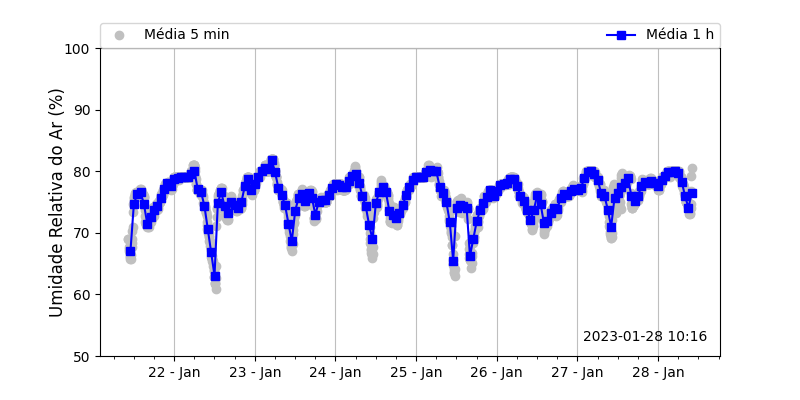 Média 5 min
Média 1 h
Umidade Relativa do Ar (%)
100
90
80
70
60
50
2023-01-28 10:16
22 - Jan
23 - Jan
24 - Jan
25 - Jan
26 - Jan
27 - Jan
28 - Jan